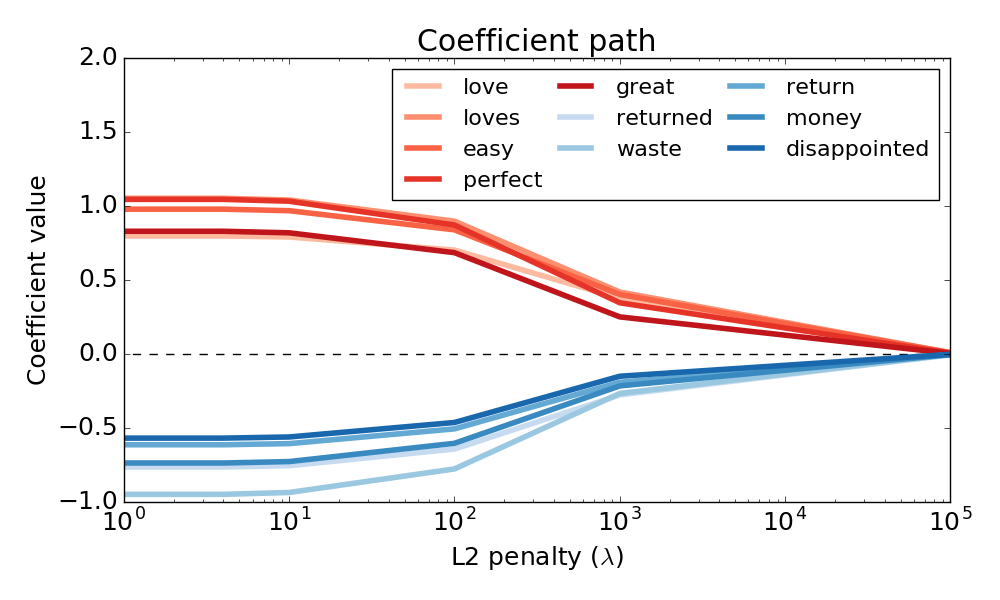 Coefficient path
2.0
1.5
1.0
0.5
0.0
−0.5
−1.0
Coefficient value
love
loves
easy
perfect
great
returned
waste
return
money
disappointed
10⁰
10¹
10²
10³
10⁴
10⁵
L2 penalty (λ)